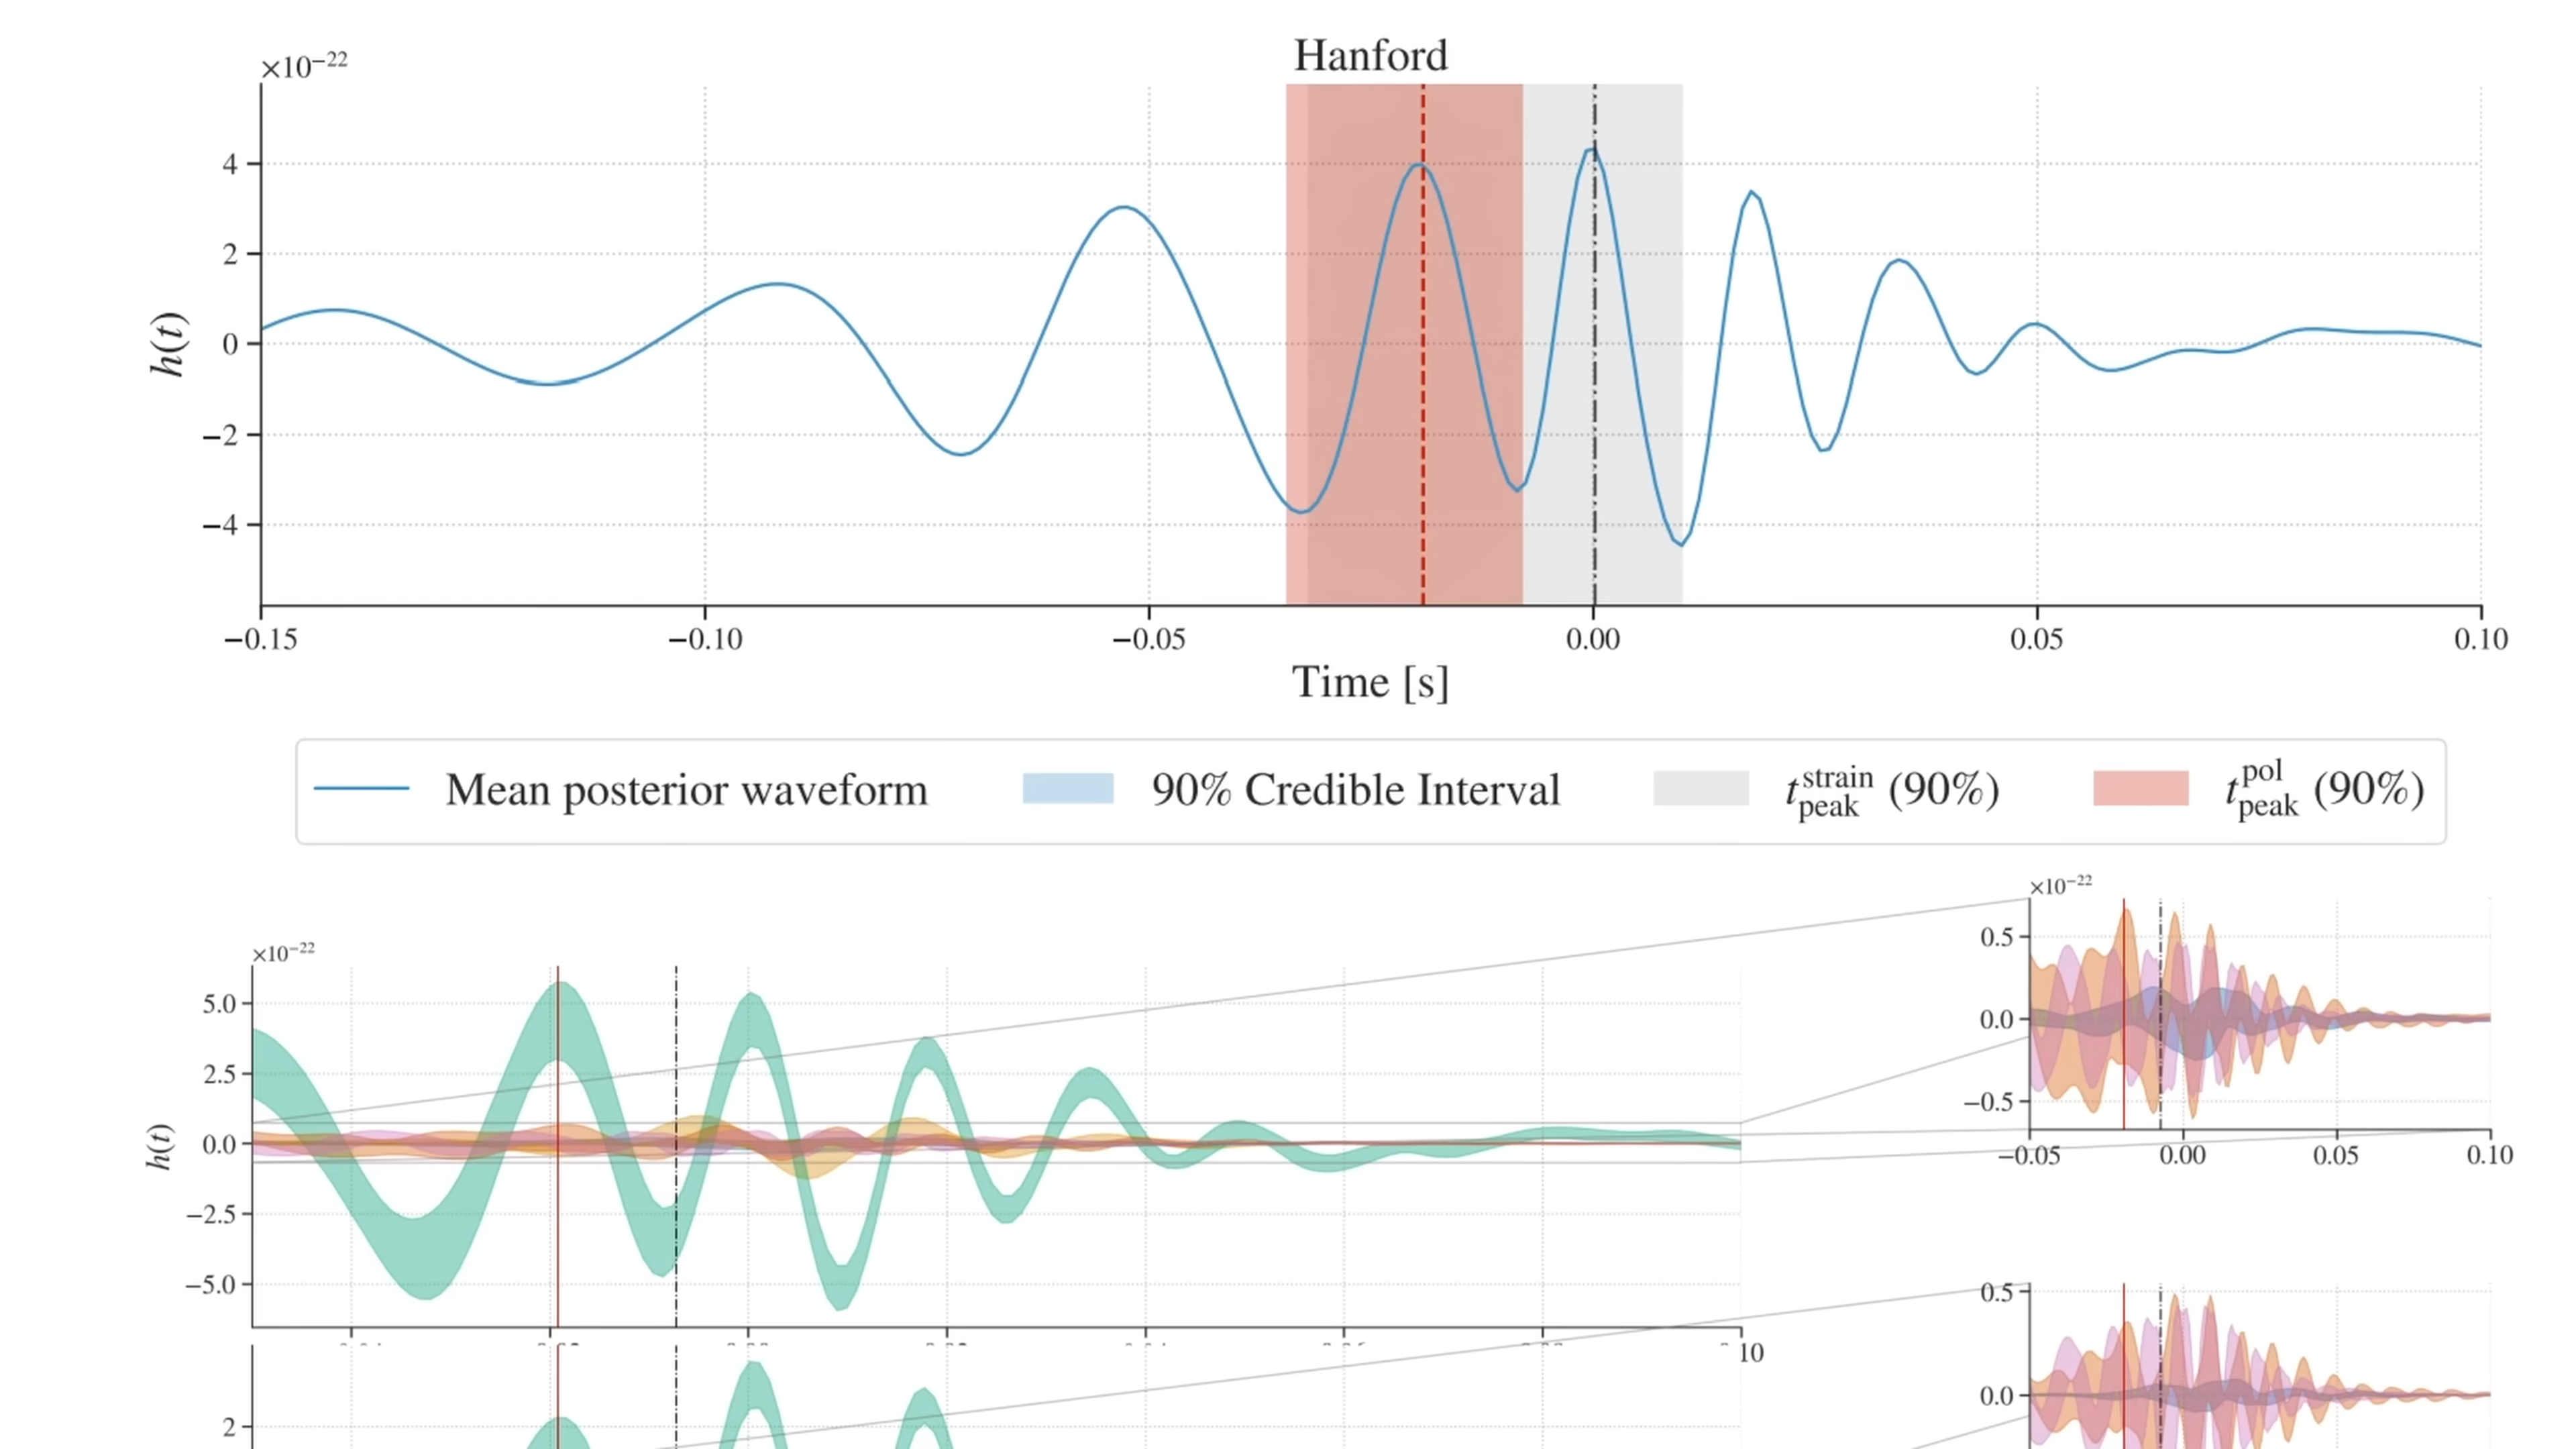 Hanford
×10⁻²²
4
2
0
−2
−4
h(t)
−0.15 −0.10 −0.05 0.00 0.05 0.10
Time [s]
Mean posterior waveform 90% Credible Interval t_peak^strain (90%) t_peak^pol (90%)
×10⁻²²
5.0
2.5
0.0
−2.5
−5.0
h(t)
10
2
×10⁻²²
0.5
0.0
−0.5
−0.05 0.00 0.05 0.10
0.5
0.0